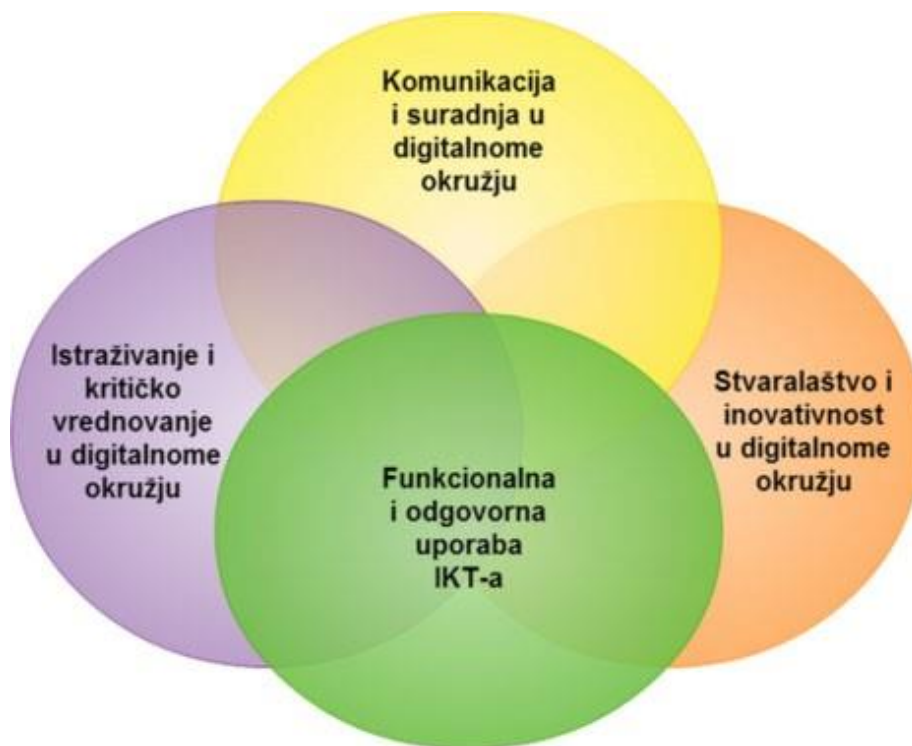 Komunikacija
i suradnja u
digitalnome
okružju
Istraživanje i
kritičko
vrednovanje
u digitalnome
okružju
Stvaralaštvo i
inovativnost
u digitalnome
okružju
Funkcionalna
i odgovorna
uporaba
IKT-a